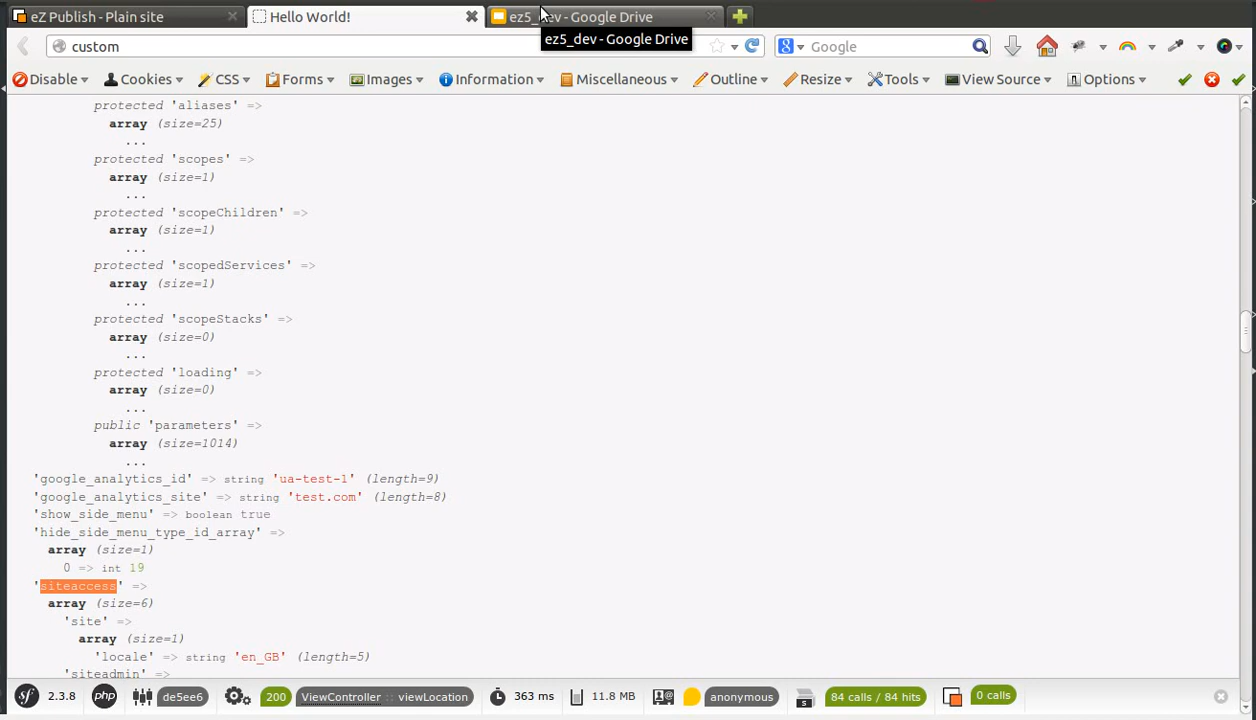 eZ Publish - Plain site
Hello World!
ez5_dev - Google Drive
ez5_dev - Google Drive
custom
Google
Disable Cookies CSS Forms Images Information Miscellaneous Outline Resize Tools View Source Options
protected 'aliases' =>
array (size=25)
...
protected 'scopes' =>
array (size=1)
...
protected 'scopeChildren' =>
array (size=1)
...
protected 'scopedServices' =>
array (size=1)
...
protected 'scopeStacks' =>
array (size=0)
...
protected 'loading' =>
array (size=0)
...
public 'parameters' =>
array (size=1014)
...
'google_analytics_id' => string 'ua-test-1' (length=9)
'google_analytics_site' => string 'test.com' (length=8)
'show_side_menu' => boolean true
'hide_side_menu_type_id_array' =>
array (size=1)
0 => int 19
'siteaccess' =>
array (size=6)
'site' =>
array (size=1)
'locale' => string 'en_GB' (length=5)
'siteadmin' =>
sf 2.3.8 php de5ee6 200 ViewController :: viewLocation 363 ms 11.8 MB anonymous s 84 calls / 84 hits 0 calls